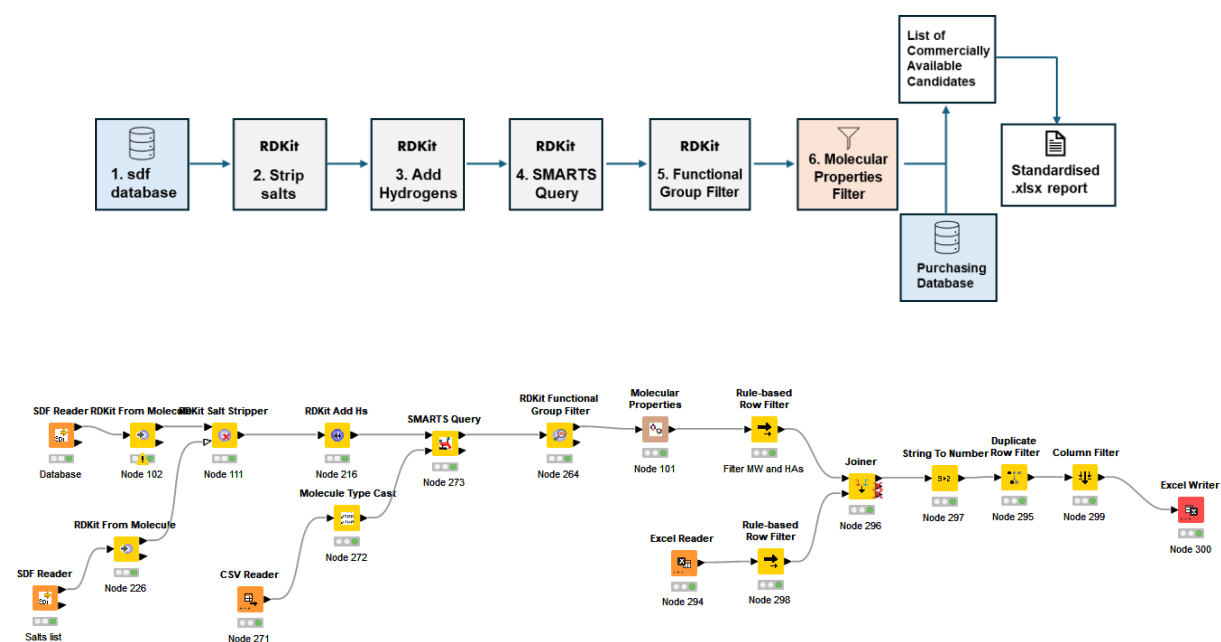 List of
Commercially
Available
Candidates
1. sdf
database
RDKit
2. Strip
salts
RDKit
3. Add
Hydrogens
RDKit
4. SMARTS
Query
RDKit
5. Functional
Group Filter
6. Molecular
Properties
Filter
Standardised
.xlsx report
Purchasing
Database
SDF Reader
Database
RDKit From Molecule
Node 102
RDKit Salt Stripper
Node 111
RDKit Add Hs
Node 216
SMARTS Query
Node 273
RDKit Functional
Group Filter
Node 264
Molecular
Properties
Node 101
Rule-based
Row Filter
Filter MW and HAs
Joiner
Node 296
String To Number
Node 297
Duplicate
Row Filter
Node 295
Column Filter
Node 299
Excel Writer
Node 300
Molecule Type Cast
Node 272
RDKit From Molecule
Node 226
SDF Reader
Salts list
CSV Reader
Node 271
Excel Reader
Node 294
Rule-based
Row Filter
Node 298